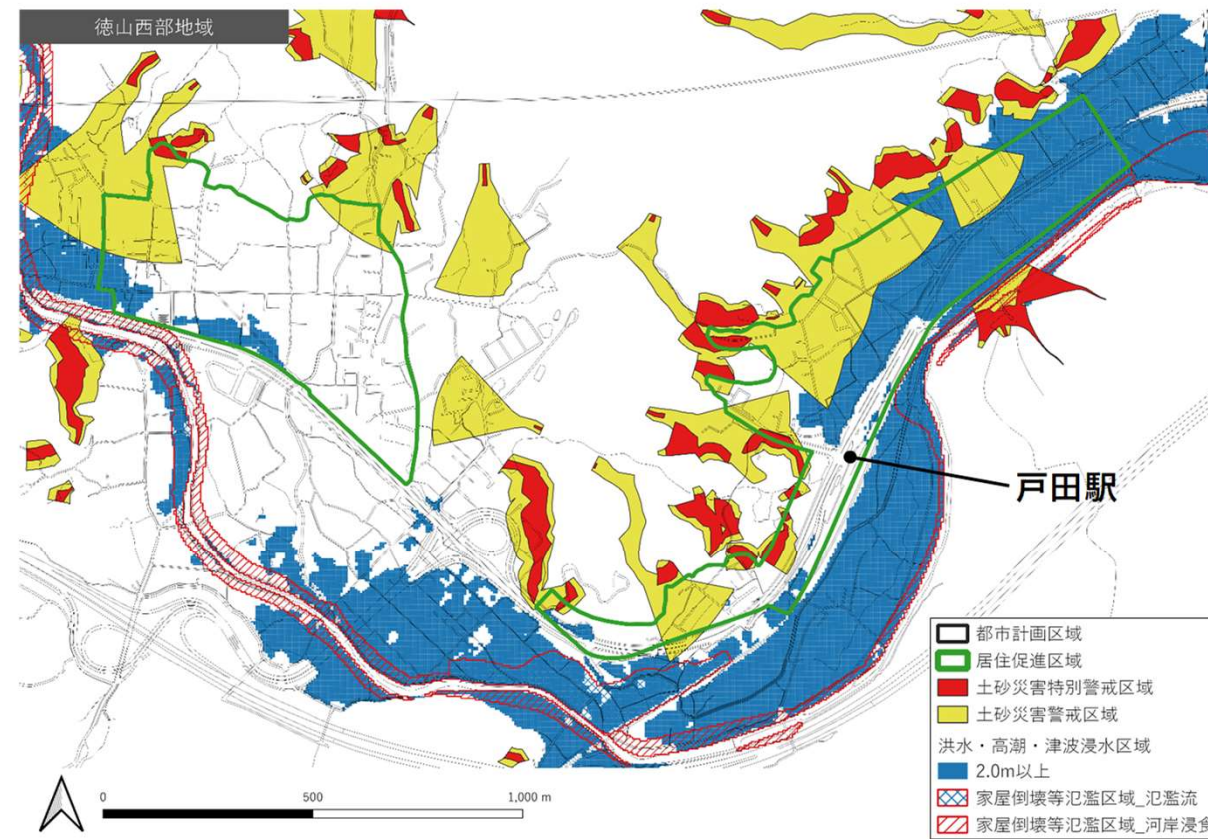 徳山西部地域
戸田駅
都市計画区域
居住促進区域
土砂災害特別警戒区域
土砂災害警戒区域
洪水・高潮・津波浸水区域
2.0m以上
家屋倒壊等氾濫区域_氾濫流
家屋倒壊等氾濫区域_河岸浸食
0 500 1,000 m